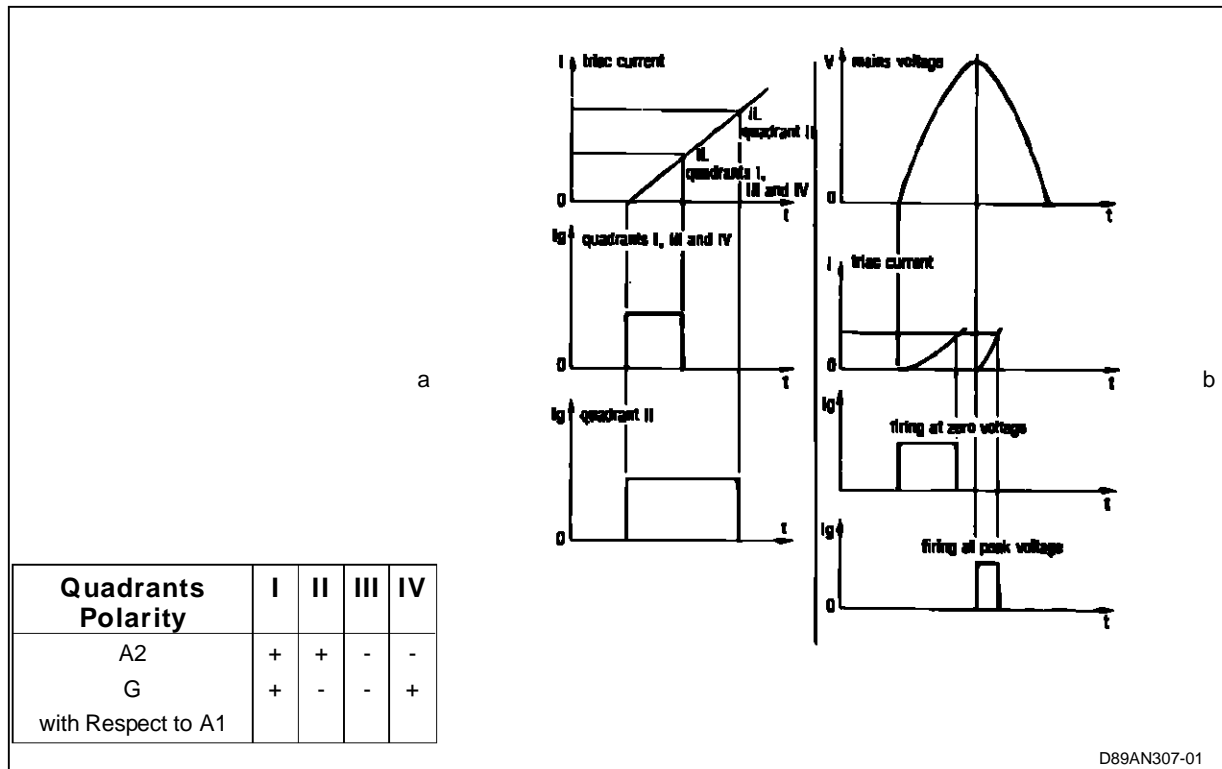 I triac current
IL
quadrant II
IL
quadrants I,
III and IV
0
t
Ig quadrants I, III and IV
0
t
a
Ig quadrant II
0
t
V mains voltage
0
t
I triac current
0
t
b
Ig
firing at zero voltage
t
Ig
firing at peak voltage
0
t
Quadrants I II III IV
Polarity
A2 + + - -
G + - - +
with Respect to A1
D89AN307-01